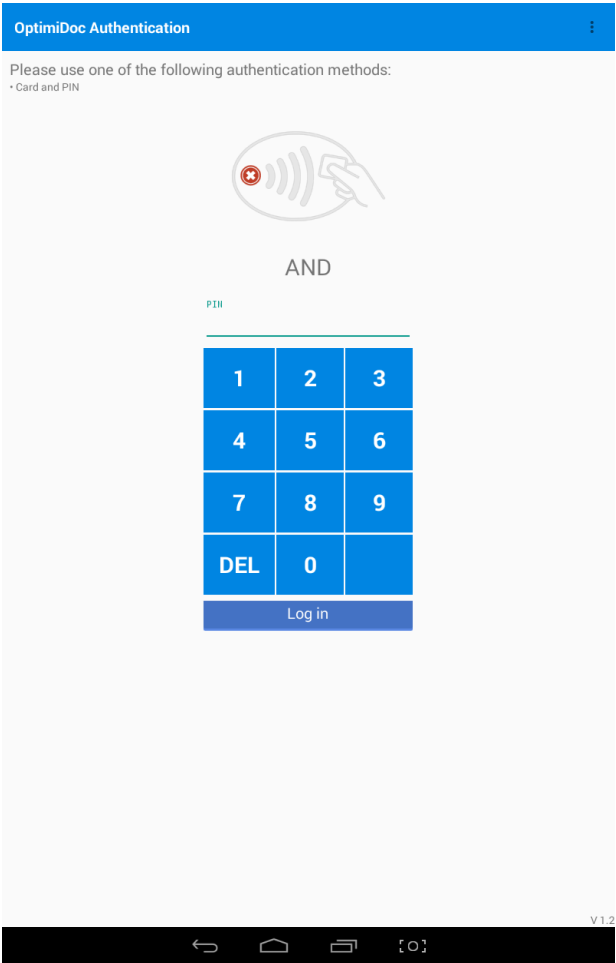 OptimiDoc Authentication
Please use one of the following authentication methods:
• Card and PIN
AND
PIN
1 2 3
4 5 6
7 8 9
DEL 0
Log in
V 1.2